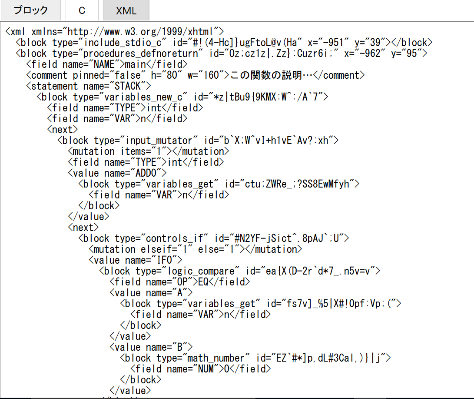 ブロック C XML
<xml xmlns="http://www.w3.org/1999/xhtml">
<block type="include_stdio_c" id="#!(4-Hc]}ugFtoL@v(Ha" x="-951" y="39"></block>
<block type="procedures_defnoreturn" id="Oz:cz1z|.Zz}:Cuzr6i:" x="-962" y="95">
<field name="NAME">main</field>
<comment pinned="false" h="80" w="160">この関数の説明…</comment>
<statement name="STACK">
<block type="variables_new_c" id="*z|tBu9|9KMX:W^:/A`7">
<field name="TYPE">int</field>
<field name="VAR">n</field>
<next>
<block type="input_mutator" id="b`X;W^v]+h1vE`Av?:xh">
<mutation items="1"></mutation>
<field name="TYPE">int</field>
<value name="ADD0">
<block type="variables_get" id="ctu;ZWRe_;?SS8EwMfyh">
<field name="VAR">n</field>
</block>
</value>
<next>
<block type="controls_if" id="#N2YF-jSict^.8pAJ`:U">
<mutation elseif="1" else="1"></mutation>
<value name="IF0">
<block type="logic_compare" id="ea|X(D-2r`d*7_.n5v=v">
<field name="OP">EQ</field>
<value name="A">
<block type="variables_get" id="fs7v]_%5|X#!Opf:Vp:(">
<field name="VAR">n</field>
</block>
</value>
<value name="B">
<block type="math_number" id="EZ`#*]p.dL#3Cal,)}|j">
<field name="NUM">0</field>
</block>
</value>